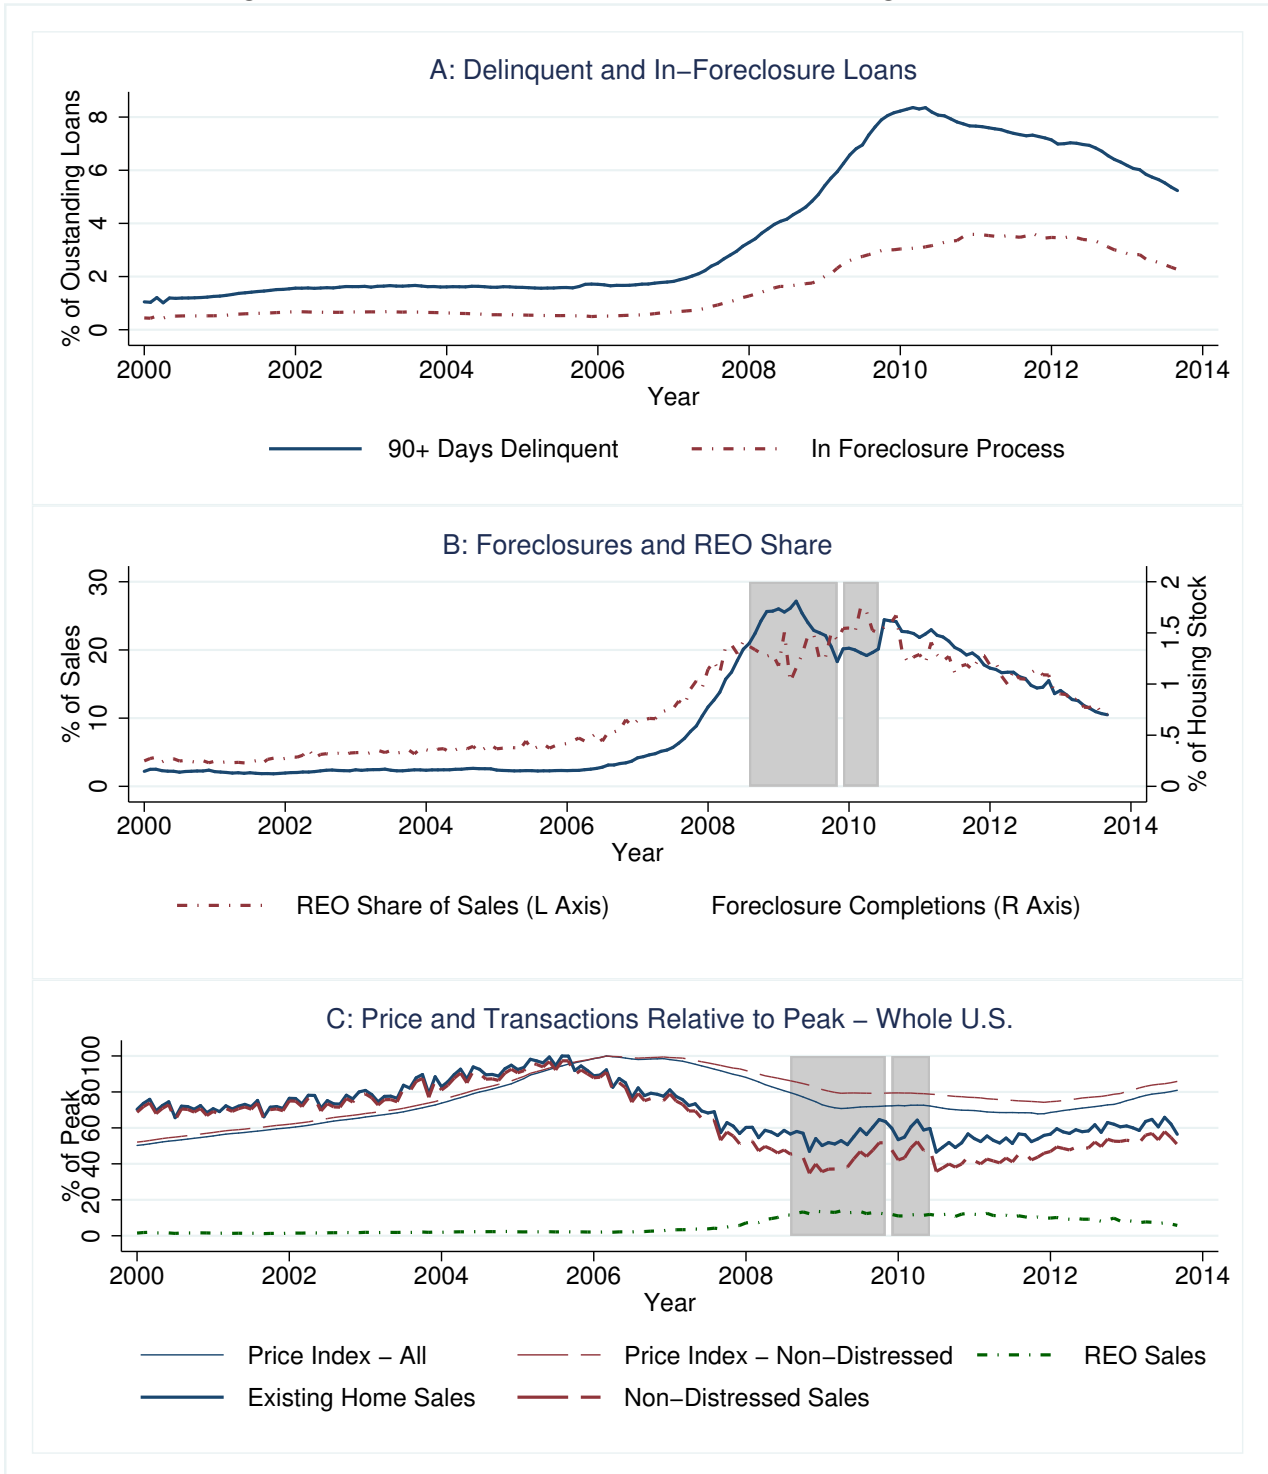 A: Delinquent and In−Foreclosure Loans
% of Oustanding Loans
8
6
4
2
0
2000 2002 2004 2006 2008 2010 2012 2014
Year
90+ Days Delinquent In Foreclosure Process
B: Foreclosures and REO Share
% of Sales
30
20
10
0
% of Housing Stock
2
1.5
1
.5
0
2000 2002 2004 2006 2008 2010 2012 2014
Year
REO Share of Sales (L Axis) Foreclosure Completions (R Axis)
C: Price and Transactions Relative to Peak − Whole U.S.
% of Peak
100
80
60
40
20
0
2000 2002 2004 2006 2008 2010 2012 2014
Year
Price Index − All Price Index − Non−Distressed REO Sales
Existing Home Sales Non−Distressed Sales